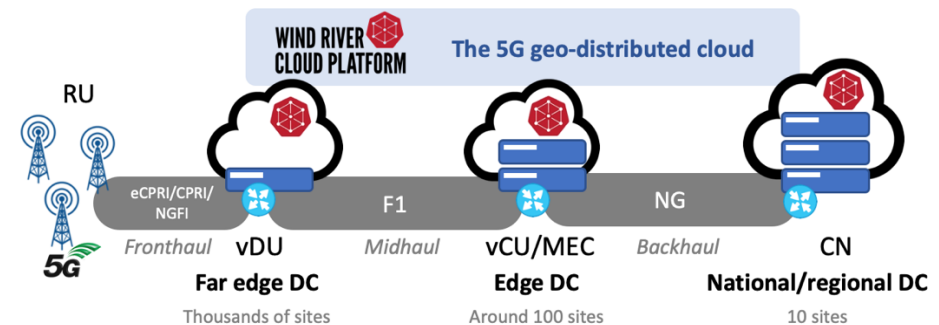 WIND RIVER
CLOUD PLATFORM
The 5G geo-distributed cloud
RU
eCPRI/CPRI/
NGFI
F1
NG
5G
Fronthaul
vDU
Midhaul
vCU/MEC
Backhaul
CN
Far edge DC
Edge DC
National/regional DC
Thousands of sites
Around 100 sites
10 sites